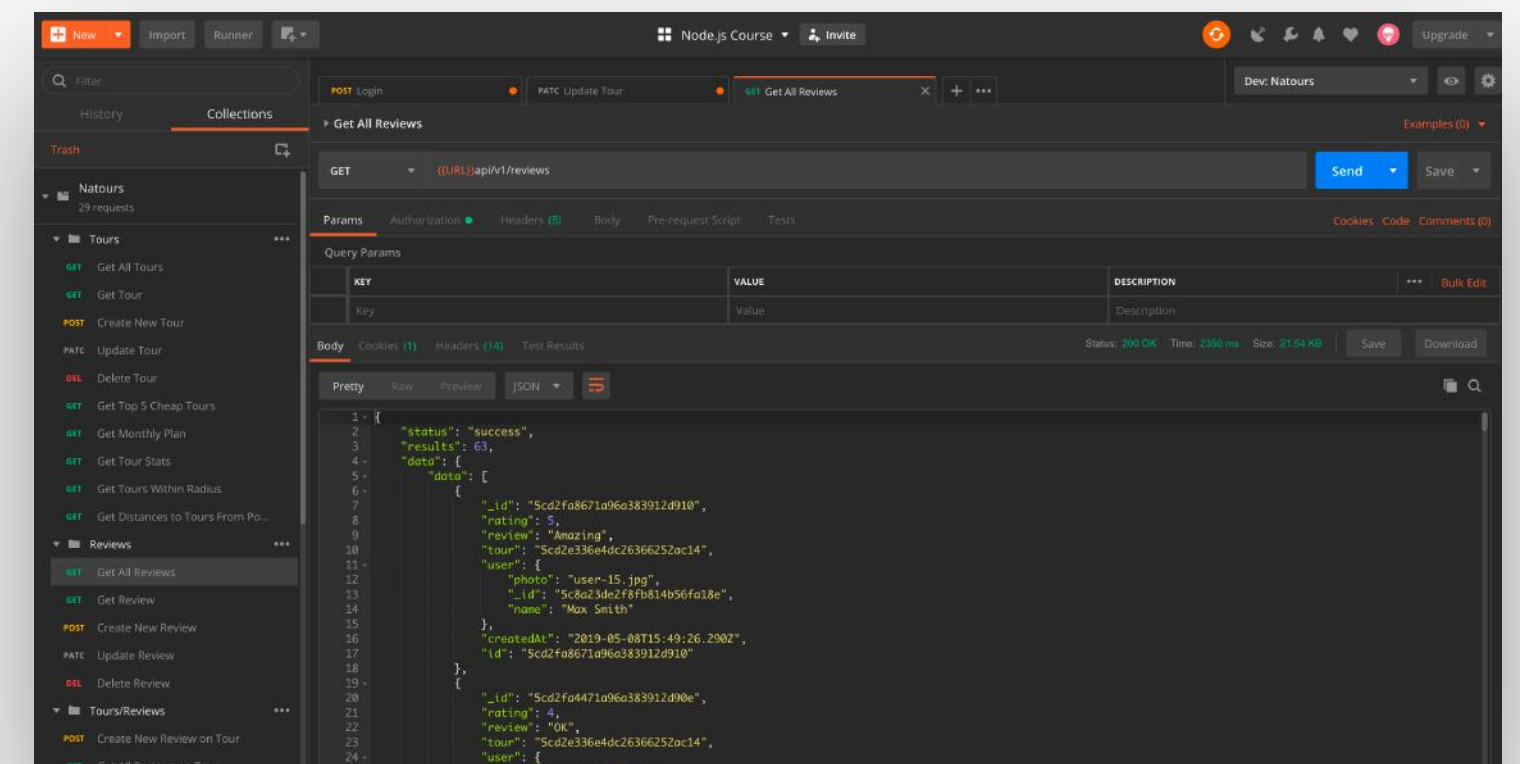 New
Import
Runner
Node.js Course
Invite
Upgrade
Filter
History
Collections
Trash
Natours
29 requests
Tours
GET Get All Tours
GET Get Tour
POST Create New Tour
PATC Update Tour
DEL Delete Tour
GET Get Top 5 Cheap Tours
GET Get Monthly Plan
GET Get Tour Stats
GET Get Tours Within Radius
GET Get Distances to Tours From Po...
Reviews
GET Get All Reviews
GET Get Review
POST Create New Review
PATC Update Review
DEL Delete Review
Tours/Reviews
POST Create New Review on Tour
POST Login
PATC Update Tour
GET Get All Reviews
Dev: Natours
Get All Reviews
Examples (0)
GET {{URL}}api/v1/reviews
Send
Save
Params Authorization Headers (8) Body Pre-request Script Tests
Cookies Code Comments (0)
Query Params
KEY VALUE DESCRIPTION
Bulk Edit
Key Value Description
Body Cookies (1) Headers (14) Test Results
Status: 200 OK Time: 2350 ms Size: 21.54 KB
Save
Download
Pretty Raw Preview JSON
1 {
2 "status": "success",
3 "results": 63,
4 "data": {
5 "data": [
6 {
7 "_id": "5cd2fa8671a96a383912d910",
8 "rating": 5,
9 "review": "Amazing",
10 "tour": "5cd2e336e4dc26366252ac14",
11 "user": {
12 "photo": "user-15.jpg",
13 "_id": "5c8a23de2f8fb814b56fa18e",
14 "name": "Max Smith"
15 },
16 "createdAt": "2019-05-08T15:49:26.290Z",
17 "id": "5cd2fa8671a96a383912d910"
18 },
19 {
20 "_id": "5cd2fa4471a96a383912d90e",
21 "rating": 4,
22 "review": "OK",
23 "tour": "5cd2e336e4dc26366252ac14",
24 "user": {